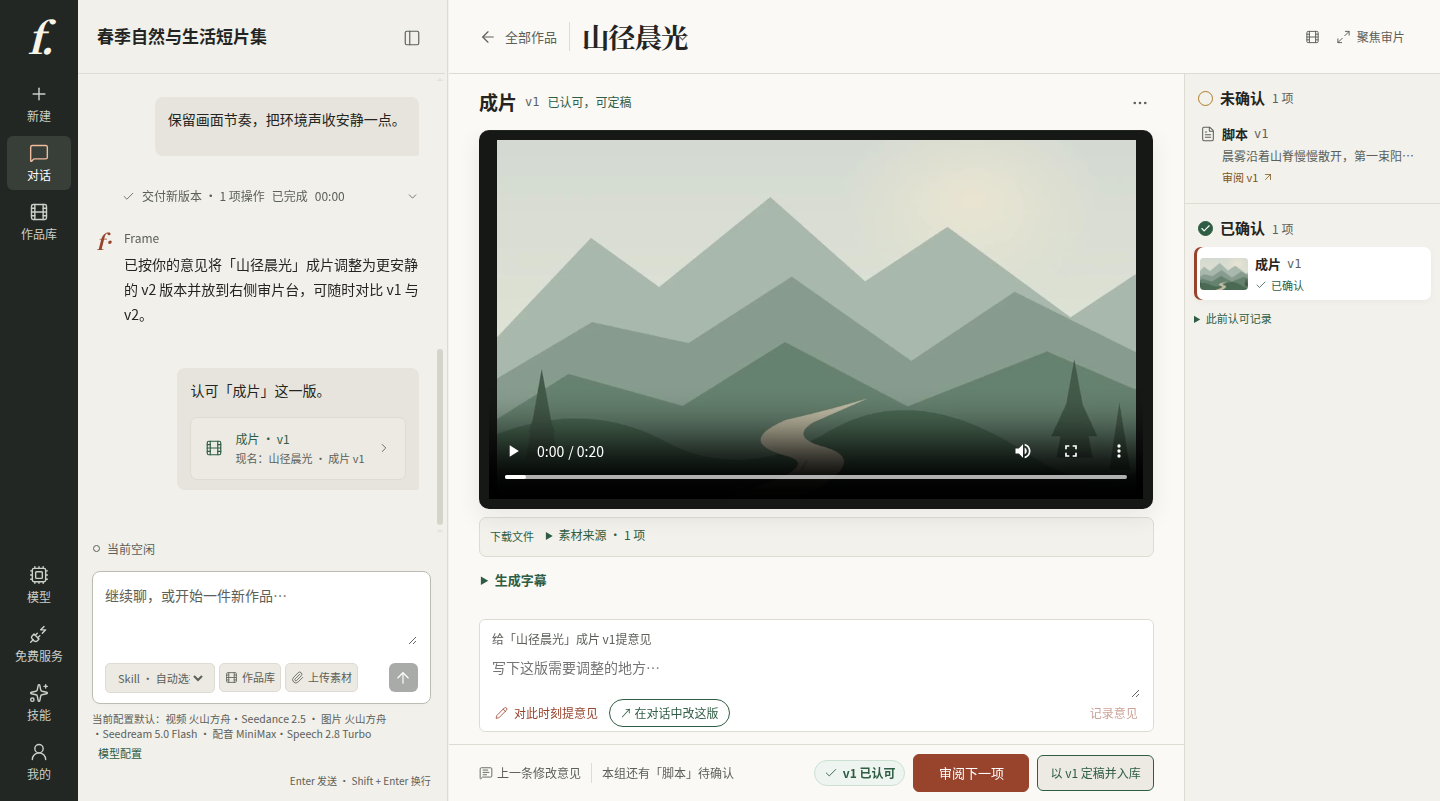 f.
新建
对话
作品库
模型
免费服务
技能
我的
春季自然与生活短片集
保留画面节奏，把环境声收安静一点。
交付新版本 · 1 项操作 已完成 00:00
f· Frame
已按你的意见将「山径晨光」成片调整为更安静
的 v2 版本并放到右侧审片台，可随时对比 v1 与
v2。
认可「成片」这一版。
成片 · v1
现名：山径晨光 · 成片 v1
当前空闲
继续聊，或开始一件新作品…
Skill · 自动选
作品库
上传素材
当前配置默认：视频 火山方舟 · Seedance 2.5 · 图片 火山方舟
· Seedream 5.0 Flash · 配音 MiniMax · Speech 2.8 Turbo
模型配置
Enter 发送 · Shift + Enter 换行
全部作品
山径晨光
聚焦审片
成片 v1 已认可，可定稿
0:00 / 0:20
下载文件
素材来源 · 1 项
生成字幕
给「山径晨光」成片 v1提意见
写下这版需要调整的地方…
对此时刻提意见
在对话中改这版
记录意见
上一条修改意见
本组还有「脚本」待确认
v1 已认可
审阅下一项
以 v1 定稿并入库
未确认 1 项
脚本 v1
晨雾沿着山脊慢慢散开，第一束阳…
审阅 v1
已确认 1 项
成片 v1
已确认
此前认可记录